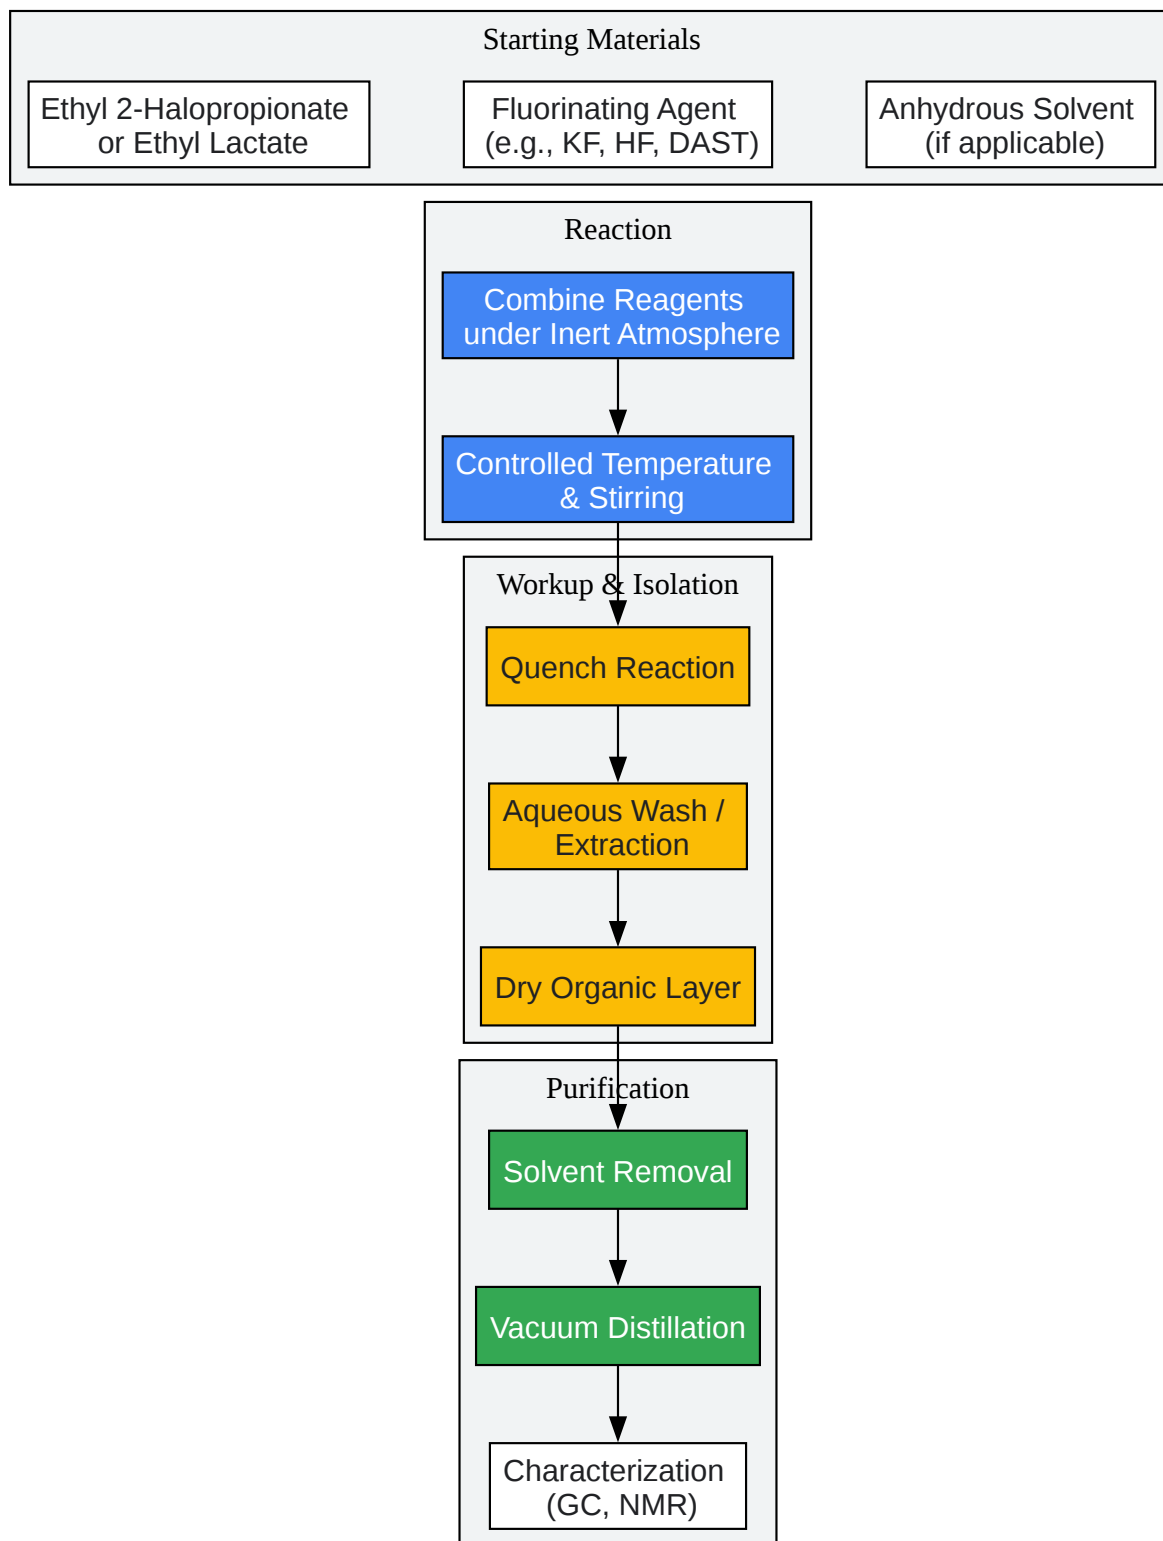 Starting Materials
Ethyl 2-Halopropionate
or Ethyl Lactate
Fluorinating Agent
(e.g., KF, HF, DAST)
Anhydrous Solvent
(if applicable)
Reaction
Combine Reagents
under Inert Atmosphere
Controlled Temperature
& Stirring
Workup & Isolation
Quench Reaction
Aqueous Wash /
Extraction
Dry Organic Layer
Purification
Solvent Removal
Vacuum Distillation
Characterization
(GC, NMR)